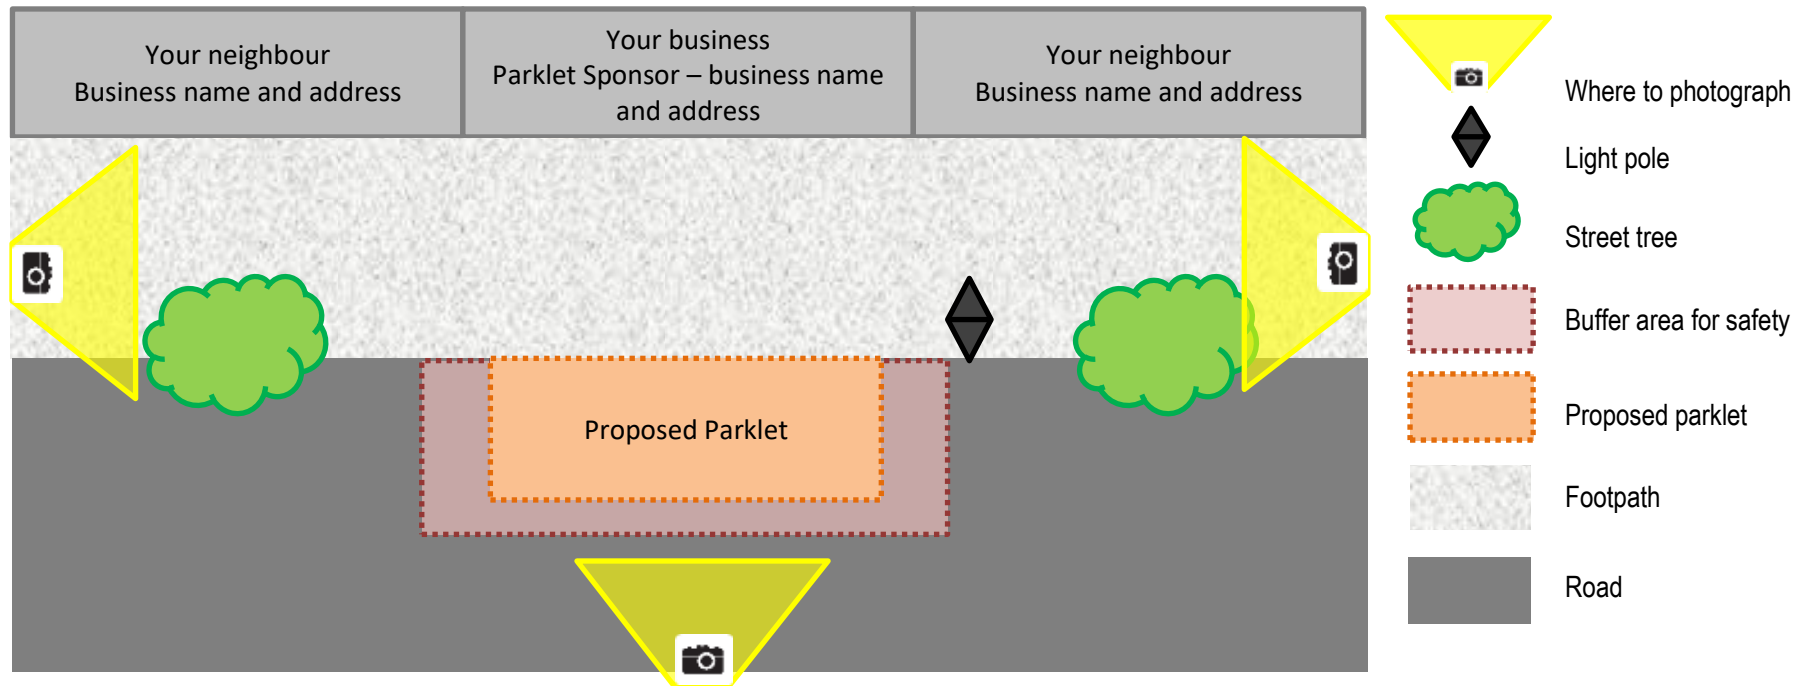 Your neighbour
Business name and address
Your business
Parklet Sponsor – business name
and address
Your neighbour
Business name and address
Proposed Parklet
Where to photograph
Light pole
Street tree
Buffer area for safety
Proposed parklet
Footpath
Road